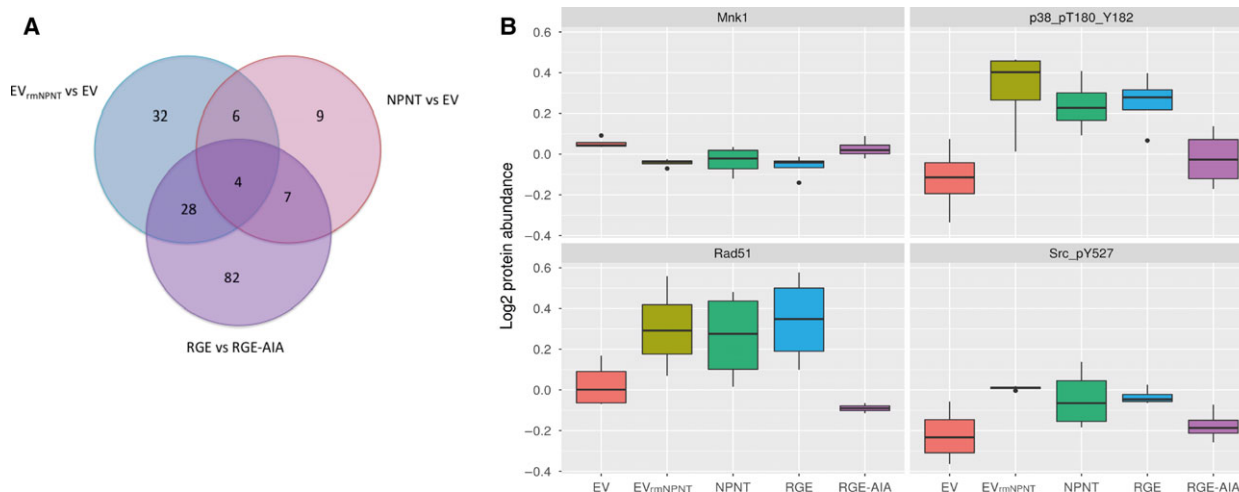 A
EVrmNPNT vs EV
NPNT vs EV
32
6
9
4
28
7
82
RGE vs RGE-AIA
B
Log2 protein abundance
Mnk1
p38_pT180_Y182
0.6
0.4
0.2
0.0
−0.2
−0.4
Rad51
Src_pY527
0.6
0.4
0.2
0.0
−0.2
−0.4
EV
EVrmNPNT
NPNT
RGE
RGE-AIA
EV
EVrmNPNT
NPNT
RGE
RGE-AIA